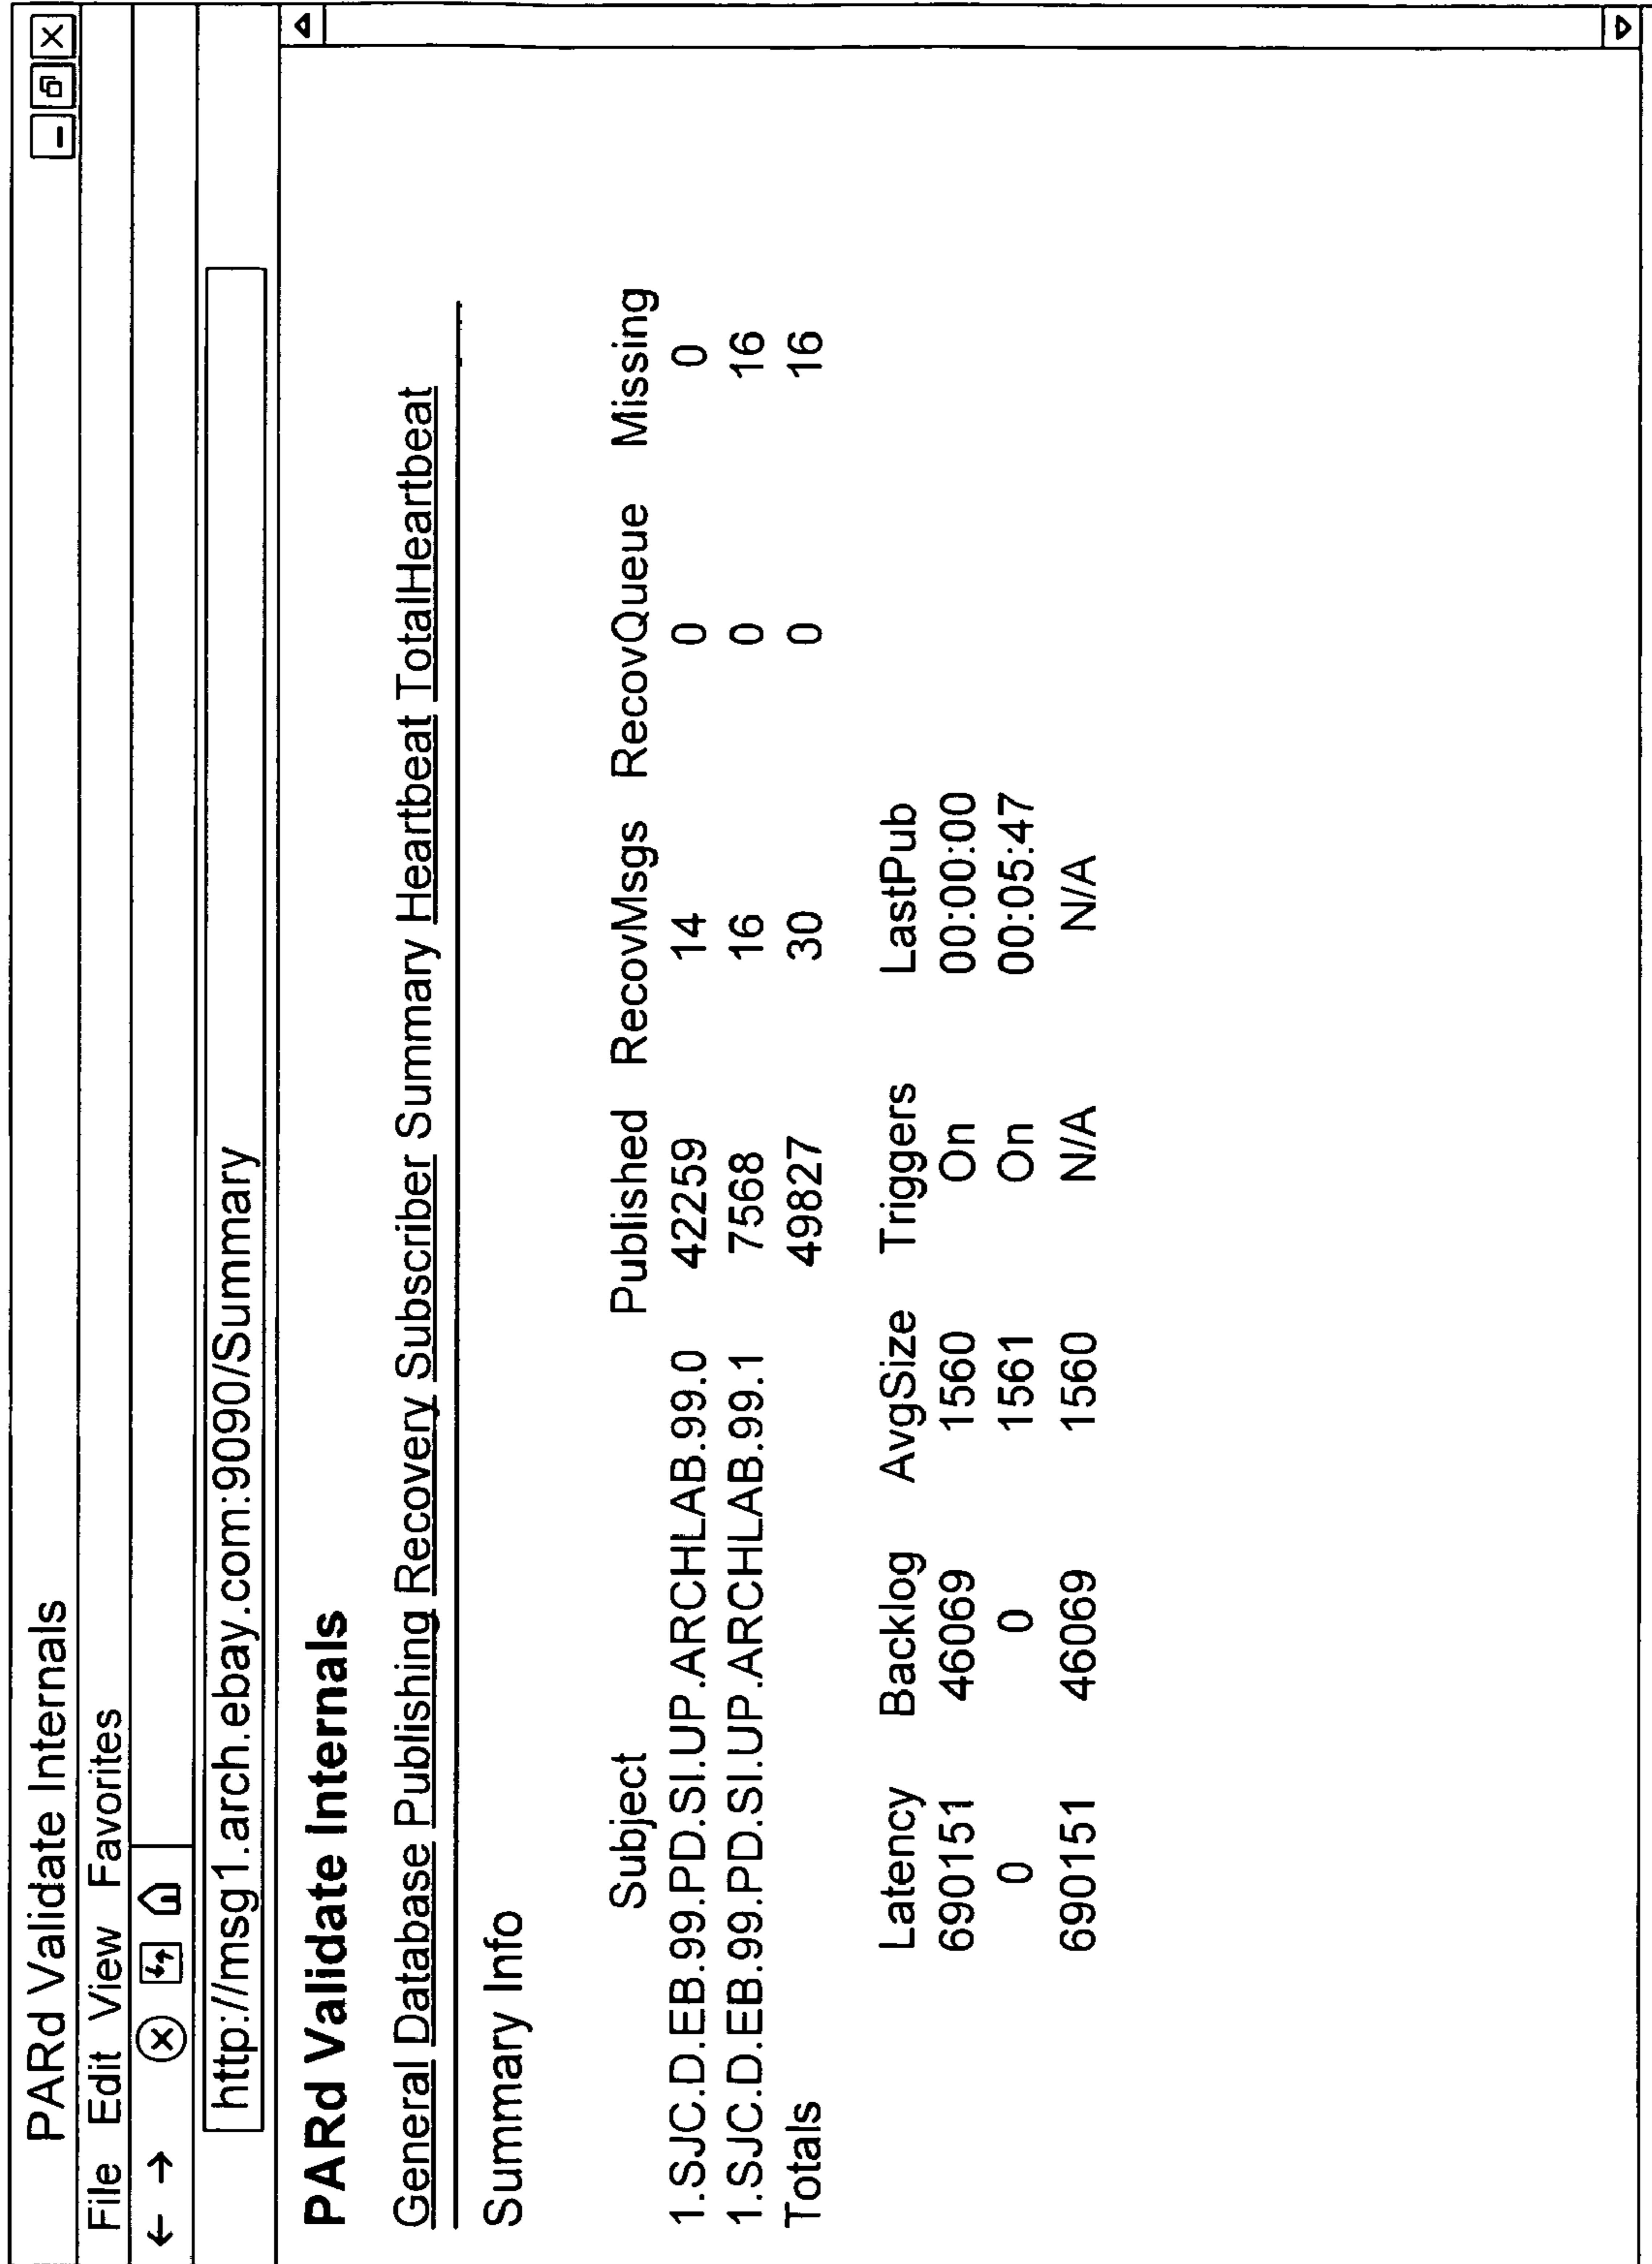 PARd Validate Internals
File Edit View Favorites
http://msg1.arch.ebay.com:9090/Summary
PARd Validate Internals
General Database Publishing Recovery Subscriber Summary Heartbeat TotalHeartbeat
Summary Info
Subject Published RecovMsgs RecovQueue Missing
1.SJC.D.EB.99.PD.SI.UP.ARCHLAB.99.0 42259 14 0 0
1.SJC.D.EB.99.PD.SI.UP.ARCHLAB.99.1 7568 16 0 16
Totals 49827 30 0 16
Latency Backlog AvgSize Triggers LastPub
690151 46069 1560 On 00:00:00
0 0 1561 On 00:05:47
690151 46069 1560 N/A N/A